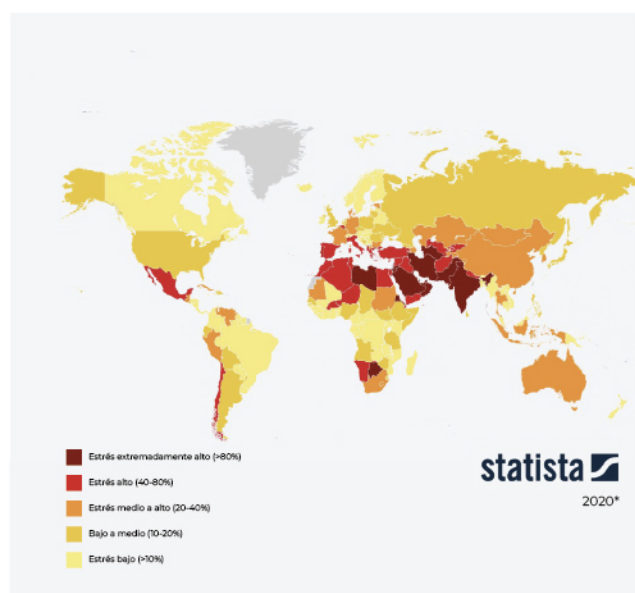 Estrés extremadamente alto (>80%)
Estrés alto (40-80%)
Estrés medio a alto (20-40%)
Bajo a medio (10-20%)
Estrés bajo (>10%)
statista
2020*